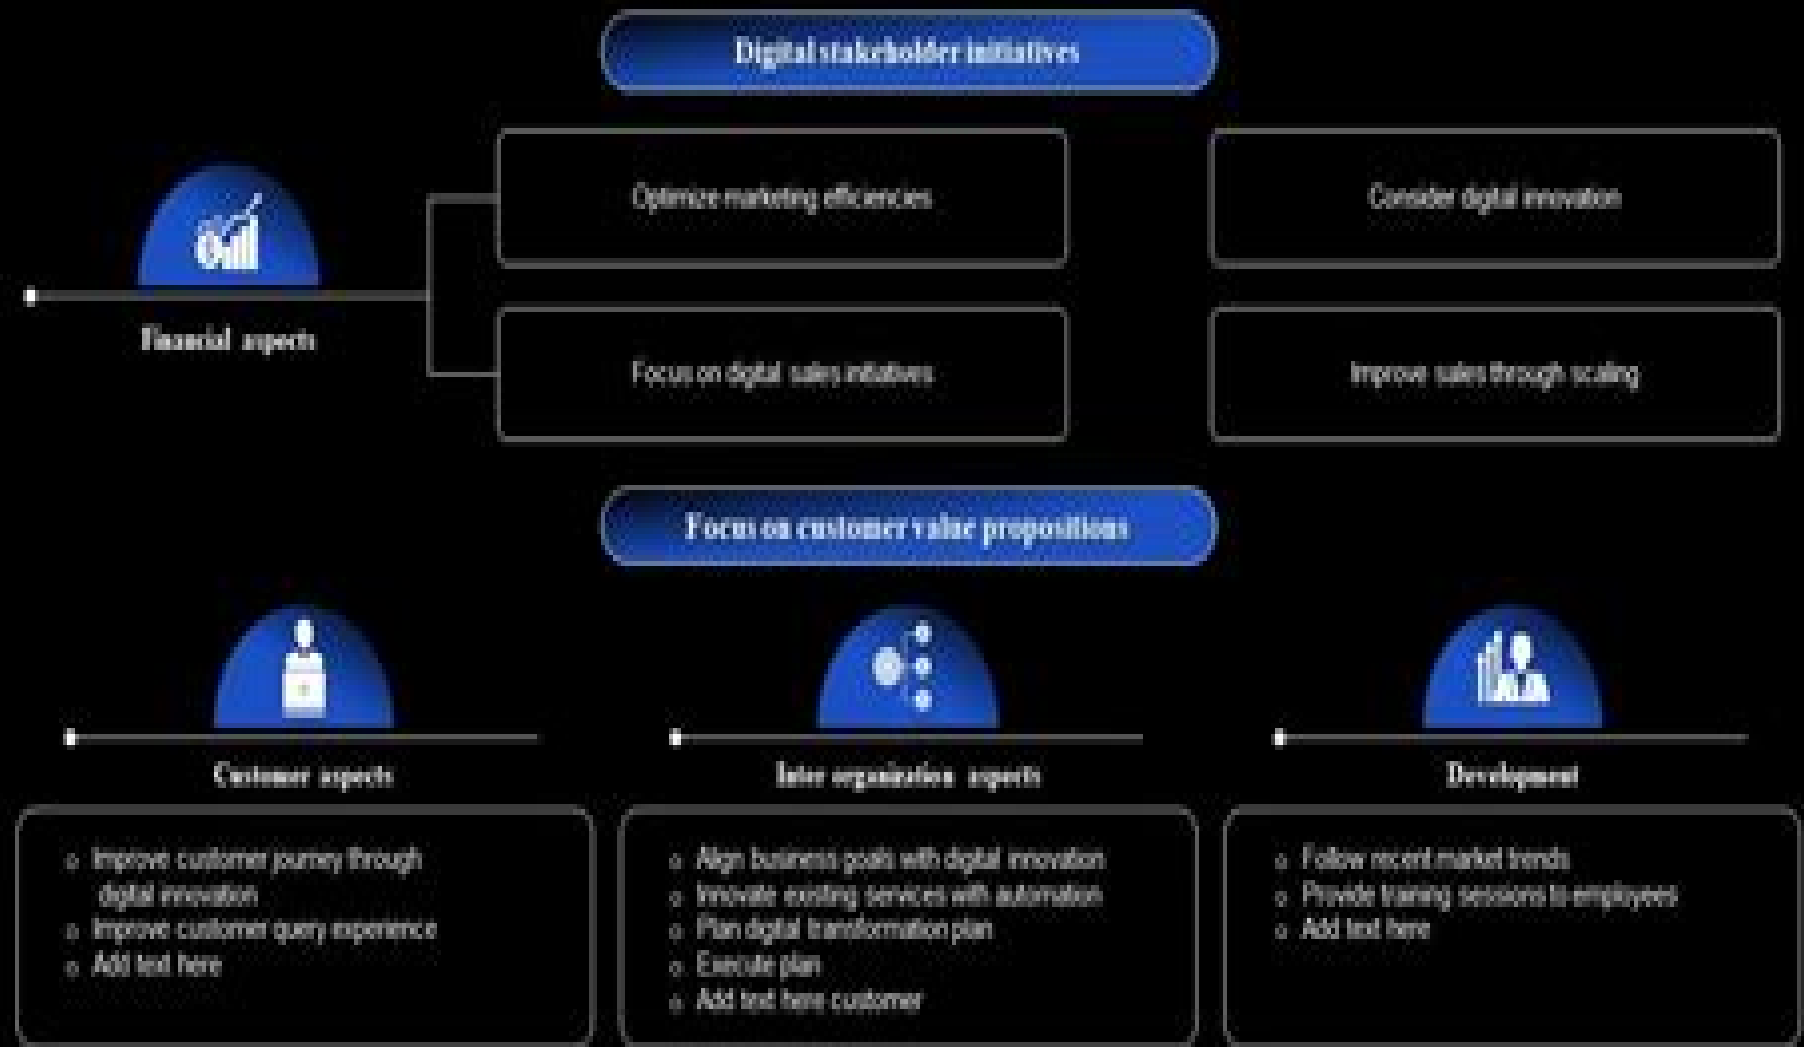 Digital stakeholder initiatives
Optimize marketing efficiencies
Consider digital innovation
Financial aspects
Focus on digital sales initiatives
Improve sales through scaling
Focus on customer value propositions
Customer aspects
o Improve customer journey through
digital innovation
o Improve customer query experience
o Add text here
Inter organization aspects
o Align business goals with digital innovation
o Innovate existing services with automation
o Plan digital transformation plan
o Execute plan
o Add text here customer
Development
o Follow recent market trends
o Provide training sessions to employees
o Add text here